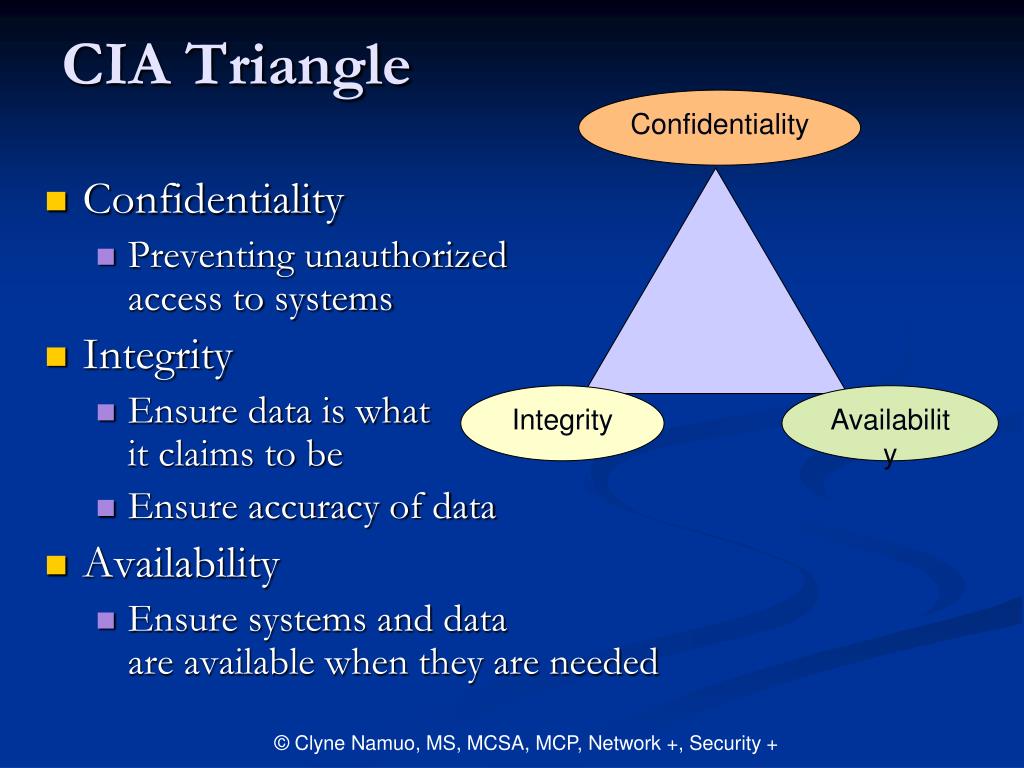 CIA Triangle
Confidentiality
Confidentiality
Preventing unauthorized
access to systems
Integrity
Ensure data is what
it claims to be
Ensure accuracy of data
Availability
Ensure systems and data
are available when they are needed
Integrity
Availabilit
y
© Clyne Namuo, MS, MCSA, MCP, Network +, Security +